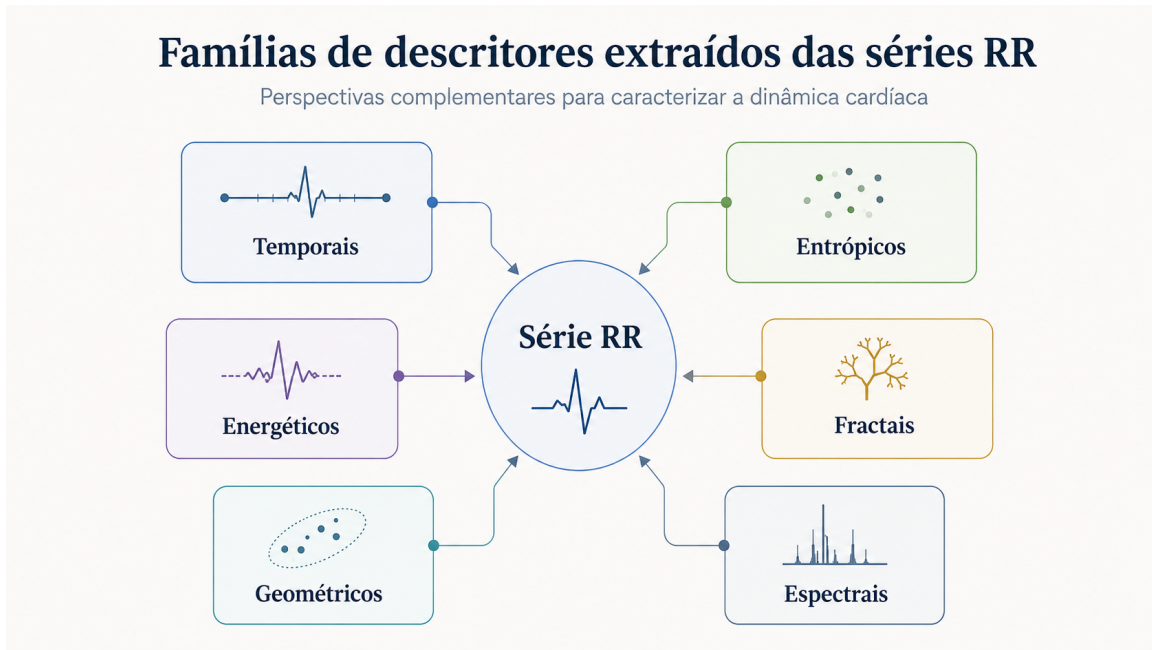 Famílias de descritores extraídos das séries RR
Perspectivas complementares para caracterizar a dinâmica cardíaca
Temporais
Entrópicos
Série RR
Energéticos
Fractais
Geométricos
Espectrais